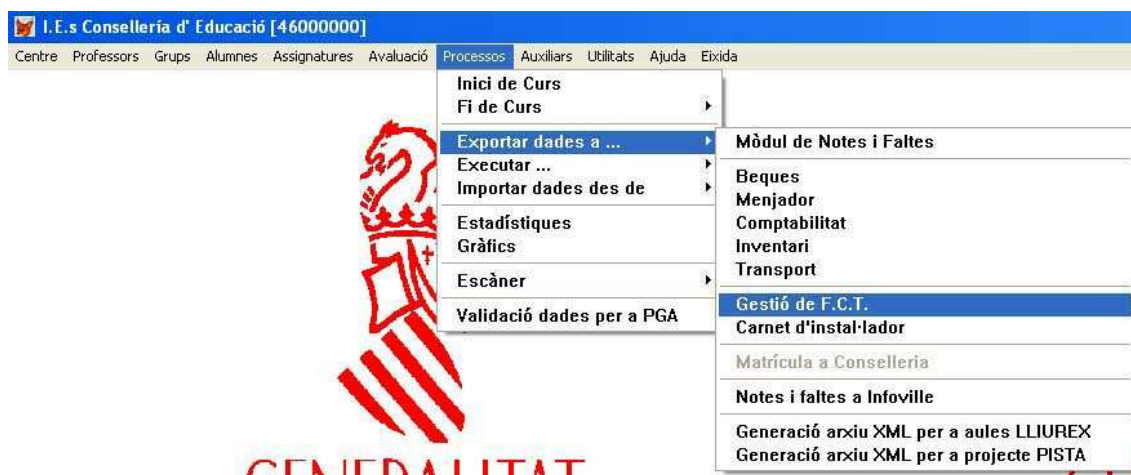 I.E.s Conselleria d' Educació [46000000]
Centre Professors Grups Alumnes Assignatures Avaluació Processos Auxiliars Utilitats Ajuda Eixida
Inici de Curs
Fi de Curs
Exportar dades a ...
Executar ...
Importar dades des de
Estadístiques
Gràfics
Escàner
Validació dades per a PGA
Mòdul de Notes i Faltes
Beques
Menjador
Comptabilitat
Inventari
Transport
Gestió de F.C.T.
Carnet d'instal·lador
Matrícula a Conselleria
Notes i faltes a Infoville
Generació arxiu XML per a aules LLIUREX
Generació arxiu XML per a projecte PISTA
GENERALITAT